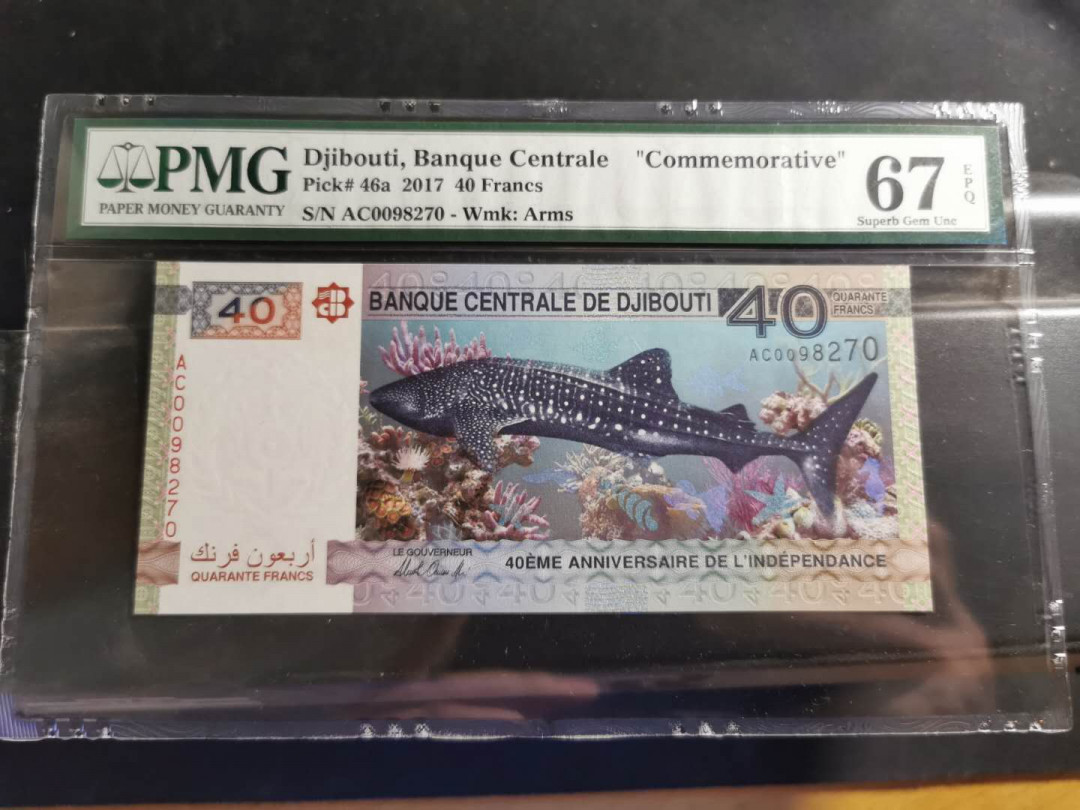 PMG
PAPER MONEY GUARANTY
Djibouti, Banque Centrale "Commemorative"
Pick# 46a 2017 40 Francs
S/N AC0098270 - Wmk: Arms
67
EPQ
Superb Gem Unc
40
BANQUE CENTRALE DE DJIBOUTI
40
QUARANTE
FRANCS
AC0098270
AC0098270
أربعون فرنك
QUARANTE FRANCS
LE GOUVERNEUR
40ÈME ANNIVERSAIRE DE L'INDÉPENDANCE